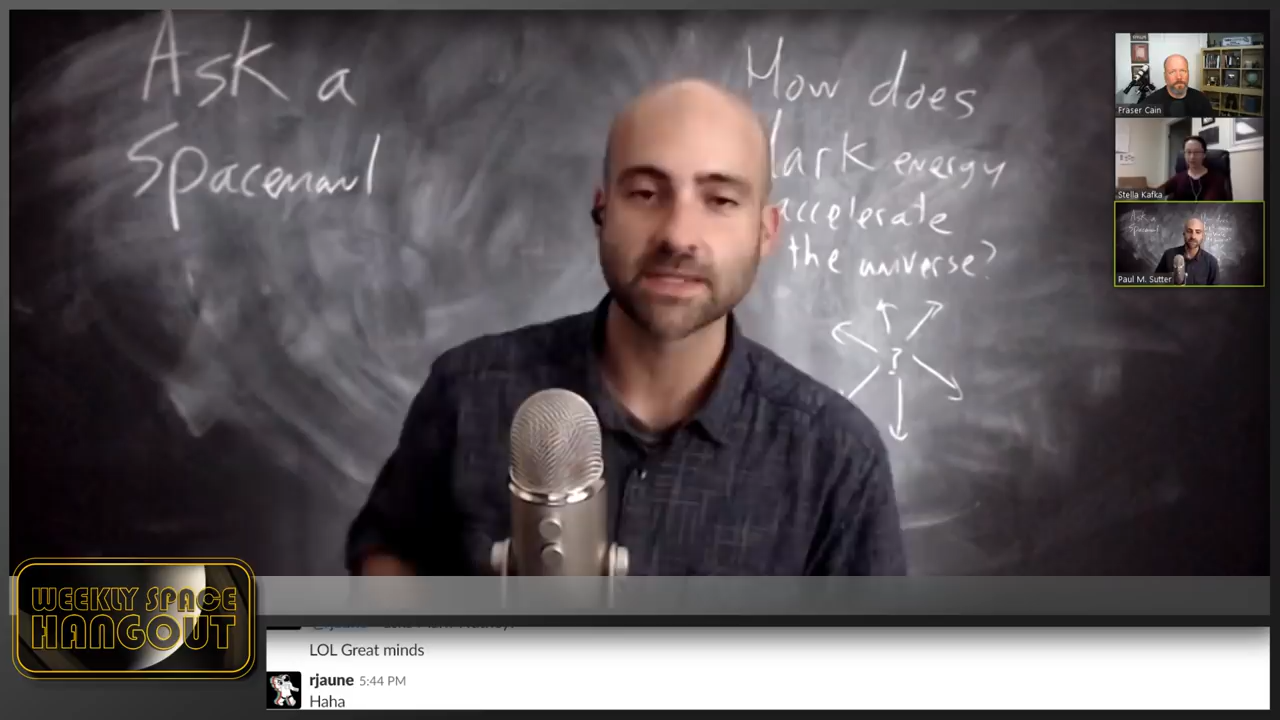 Ask a
Spaceman!
How does
dark energy
accelerate
the universe?
?
Fraser Cain
Stella Kafka
Paul M. Sutter
WEEKLY SPACE
HANGOUT
LOL Great minds
rjaune 5:44 PM
Haha